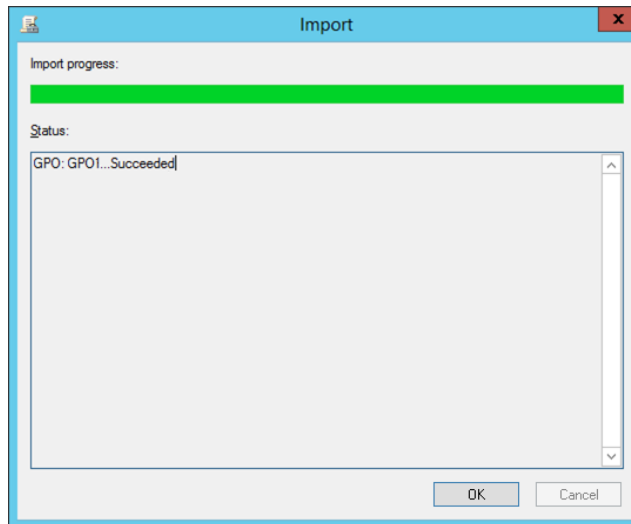 Import
Import progress:
Status:
GPO: GPO1...Succeeded
OK
Cancel